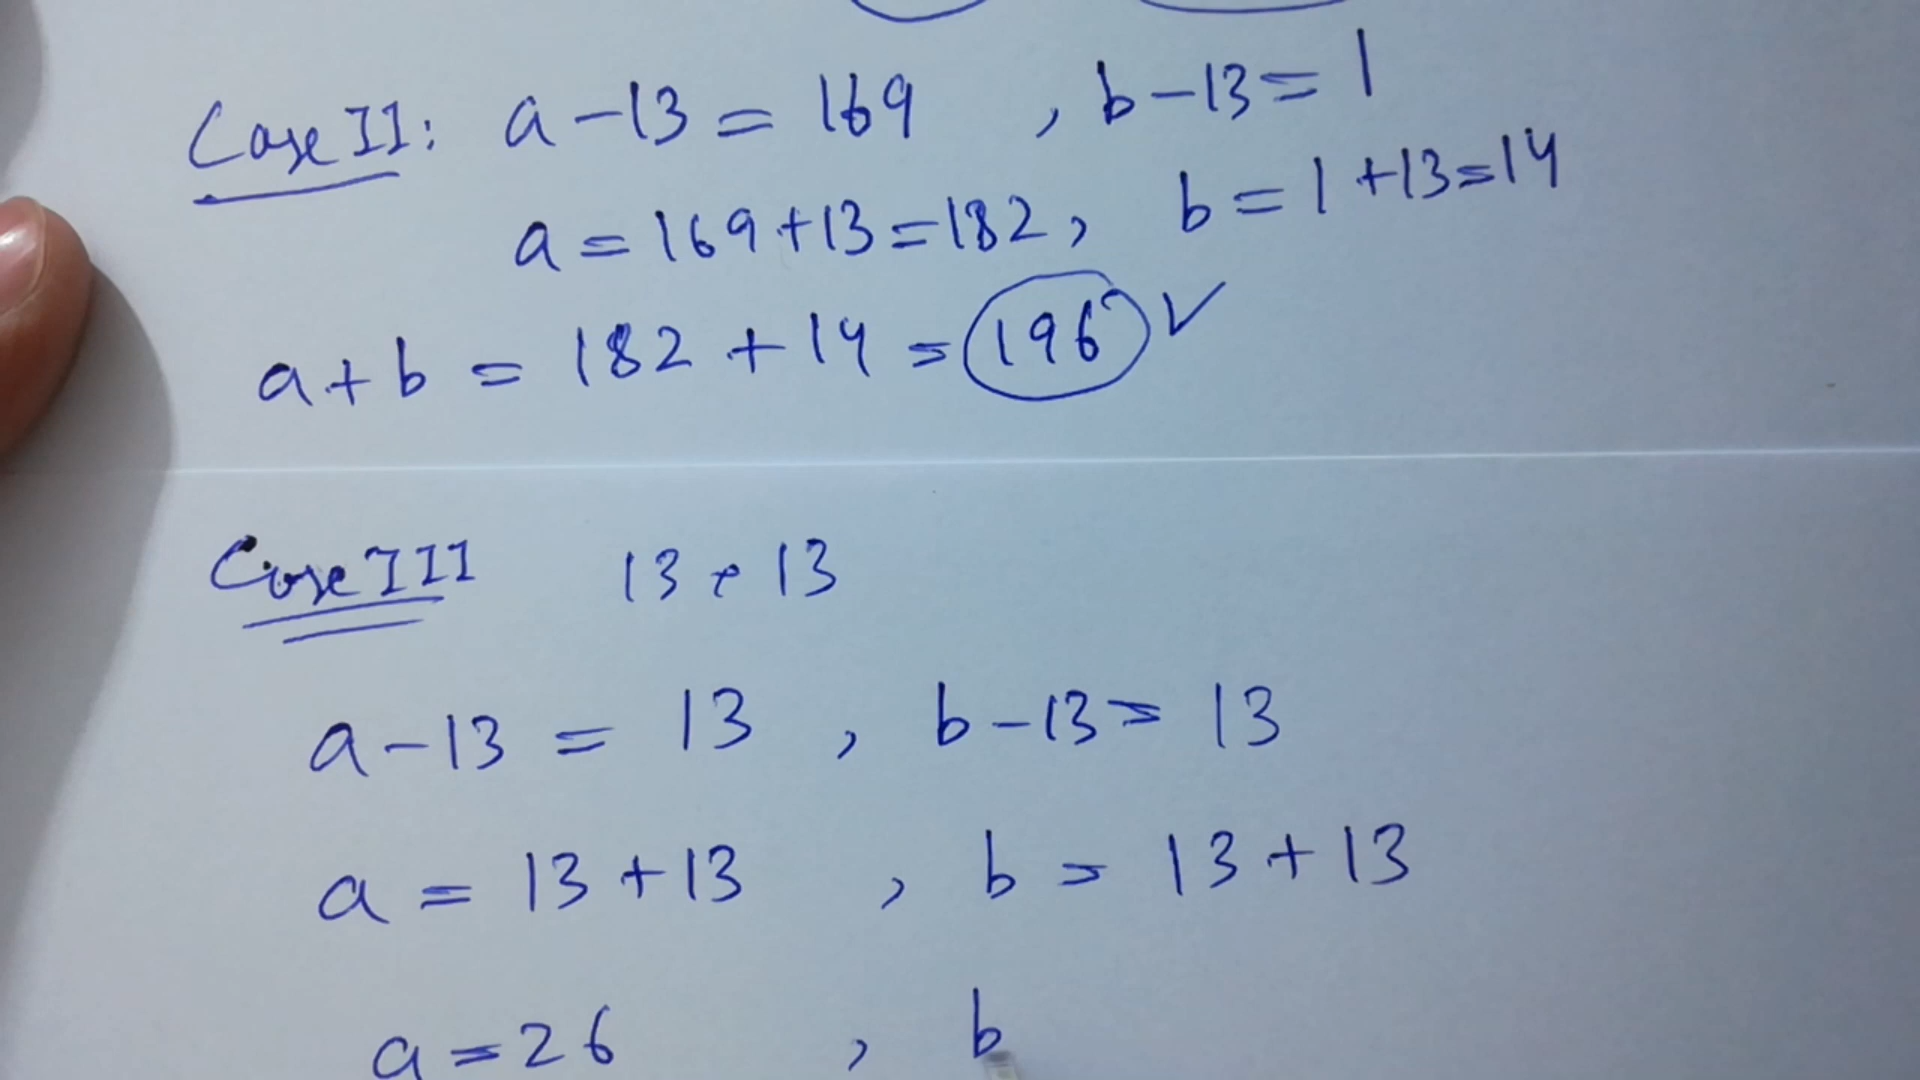 Case II: a-13=169 , b-13=1
a=169+13=182, b=1+13=14
a+b=182+14=196 ✓
Case III 13 e 13
a-13=13 , b-13=13
a=13+13 , b=13+13
a=26 , b